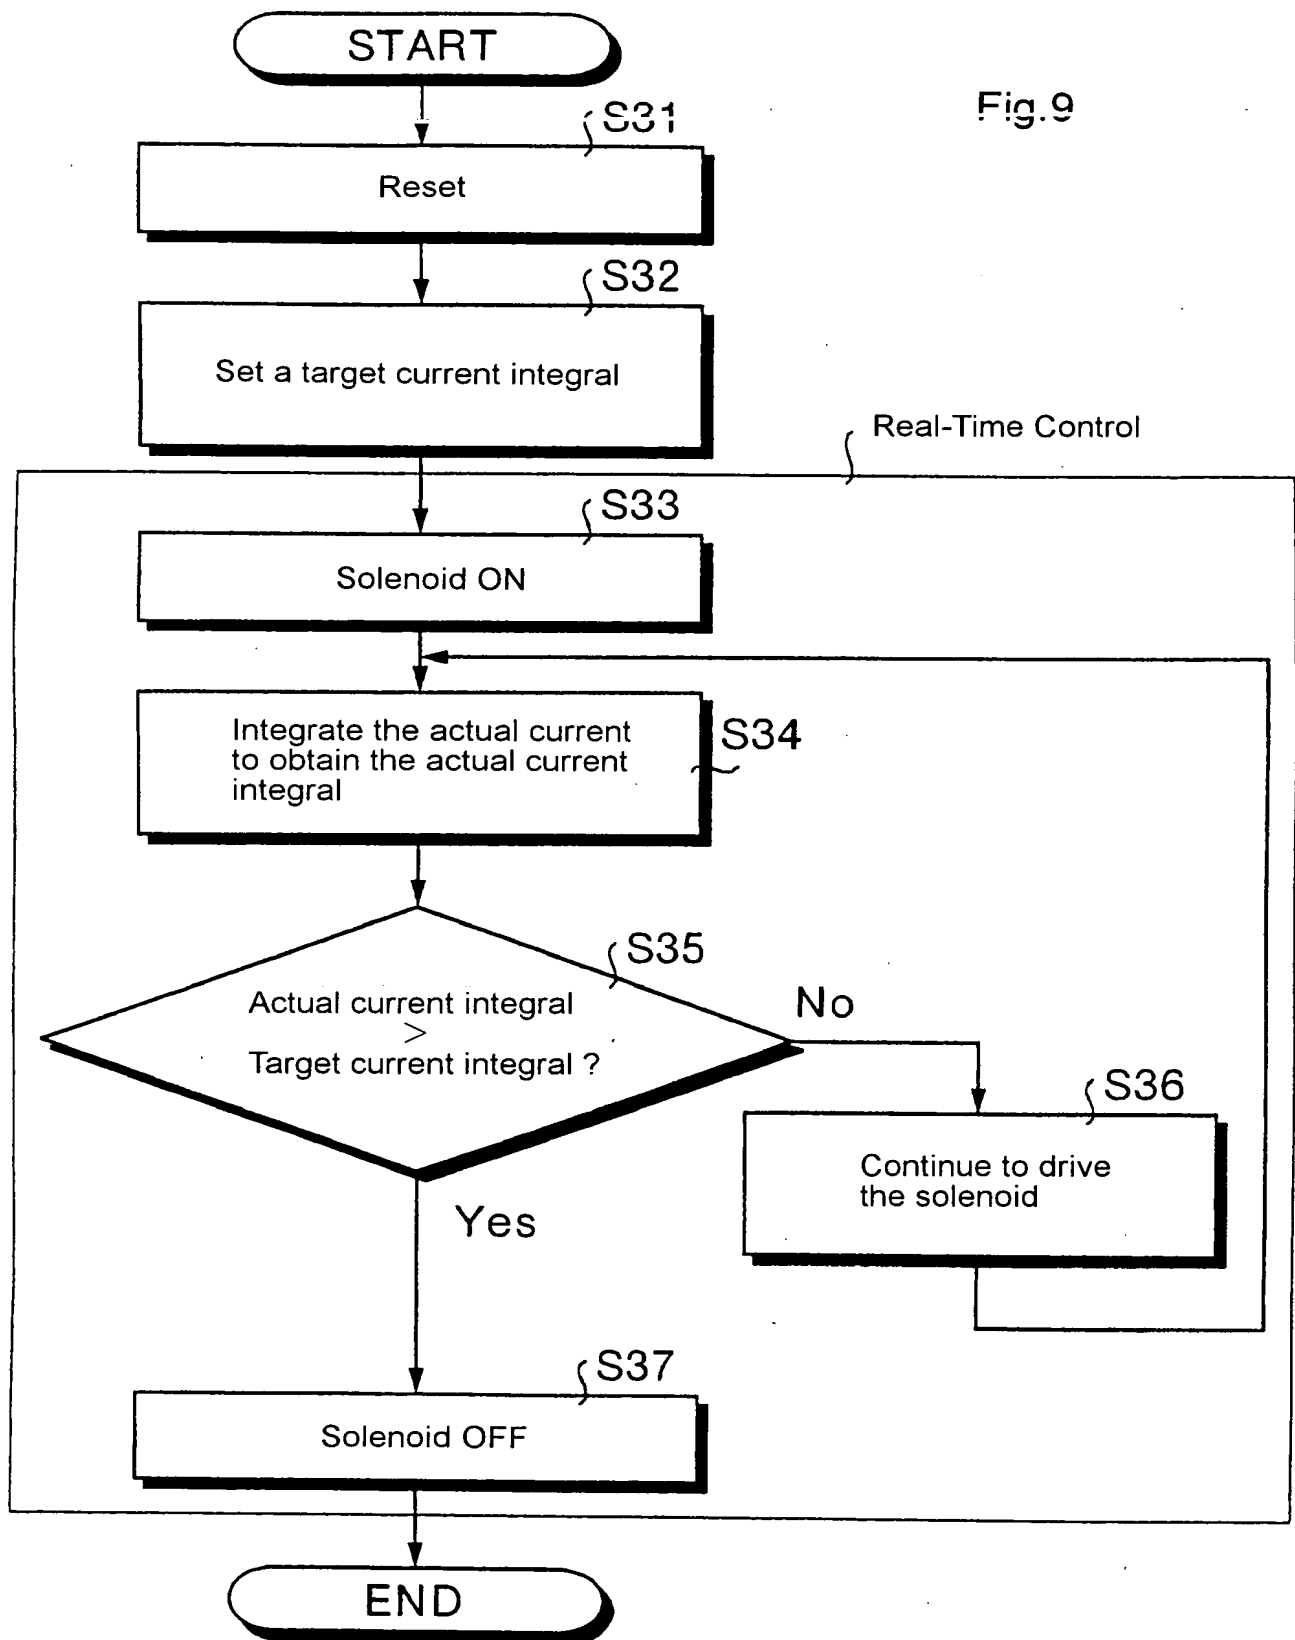 START
Fig.9
S31
Reset
S32
Set a target current integral
Real-Time Control
S33
Solenoid ON
Integrate the actual current
to obtain the actual current
integral
S34
S35
Actual current integral
>
Target current integral ?
No
S36
Continue to drive
the solenoid
Yes
S37
Solenoid OFF
END